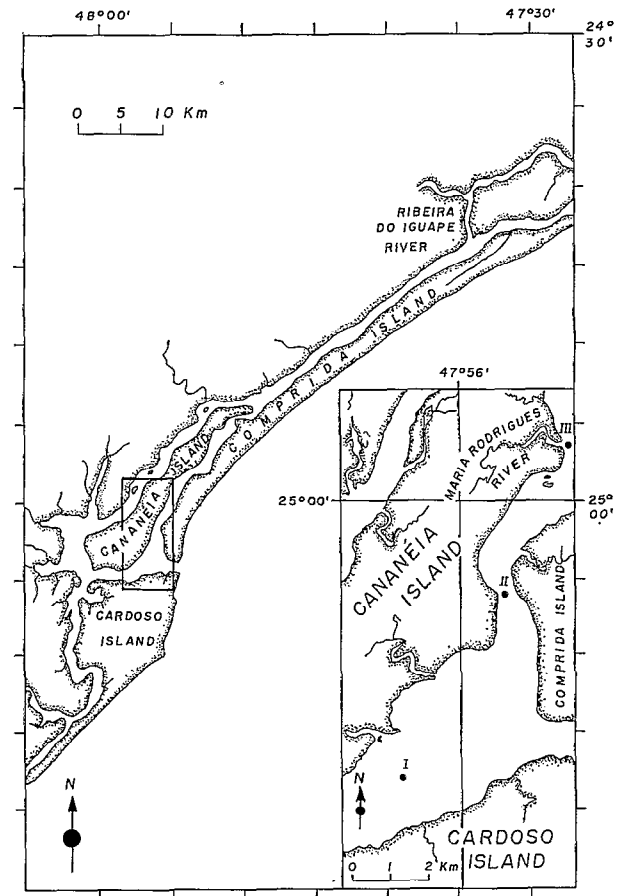 48°00'
47°30'
24°
30'
0 5 10 Km
RIBEIRA
DO IGUAPE
RIVER
COMPRIDA ISLAND
CANANÉIA ISLAND
CARDOSO
ISLAND
N
47°56'
MARIA RODRIGUES
RIVER
III
25°00'
25°
00'
CANANÉIA
ISLAND
II
COMPRIDA ISLAND
I
N
0 1 2 Km
CARDOSO
ISLAND